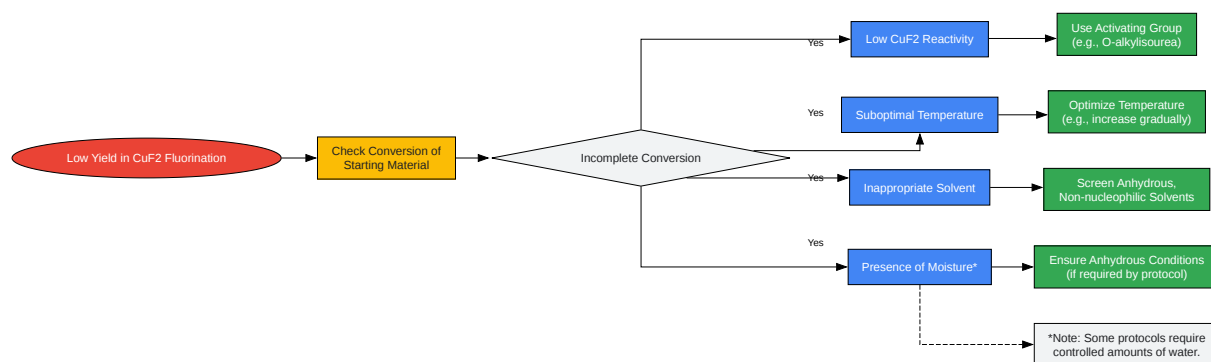 Low Yield in CuF2 Fluorination
Check Conversion of
Starting Material
Incomplete Conversion
Yes
Low CuF2 Reactivity
Use Activating Group
(e.g., O-alkylisourea)
Yes
Suboptimal Temperature
Optimize Temperature
(e.g., increase gradually)
Yes
Inappropriate Solvent
Screen Anhydrous,
Non-nucleophilic Solvents
Yes
Presence of Moisture*
Ensure Anhydrous Conditions
(if required by protocol)
*Note: Some protocols require
controlled amounts of water.